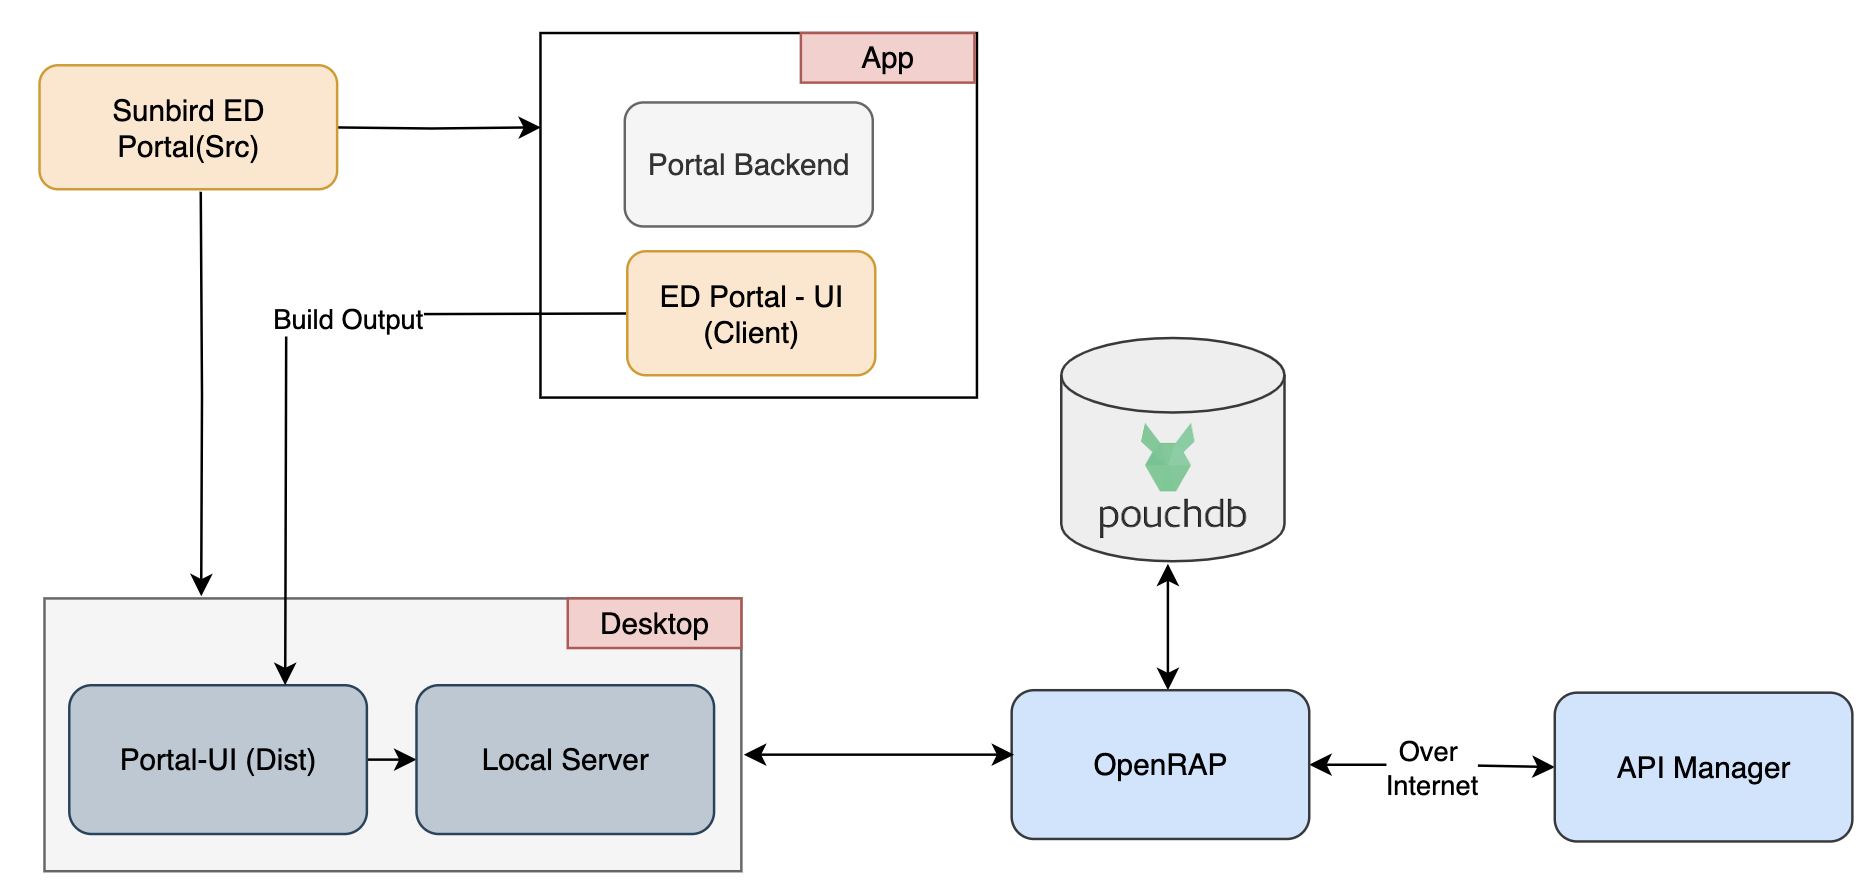 App
Sunbird ED
Portal(Src)
Portal Backend
ED Portal - UI
(Client)
Build Output
pouchdb
Desktop
Portal-UI (Dist)
Local Server
OpenRAP
Over
Internet
API Manager